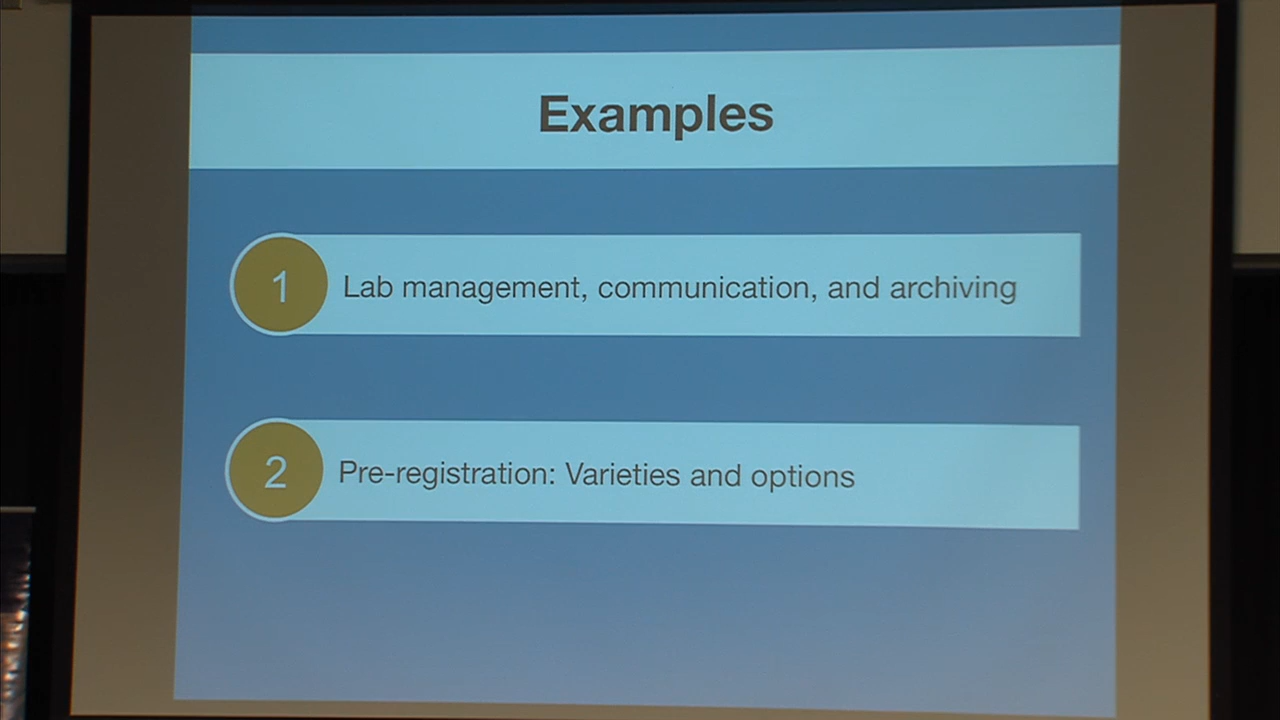 Examples
1 Lab management, communication, and archiving
2 Pre-registration: Varieties and options